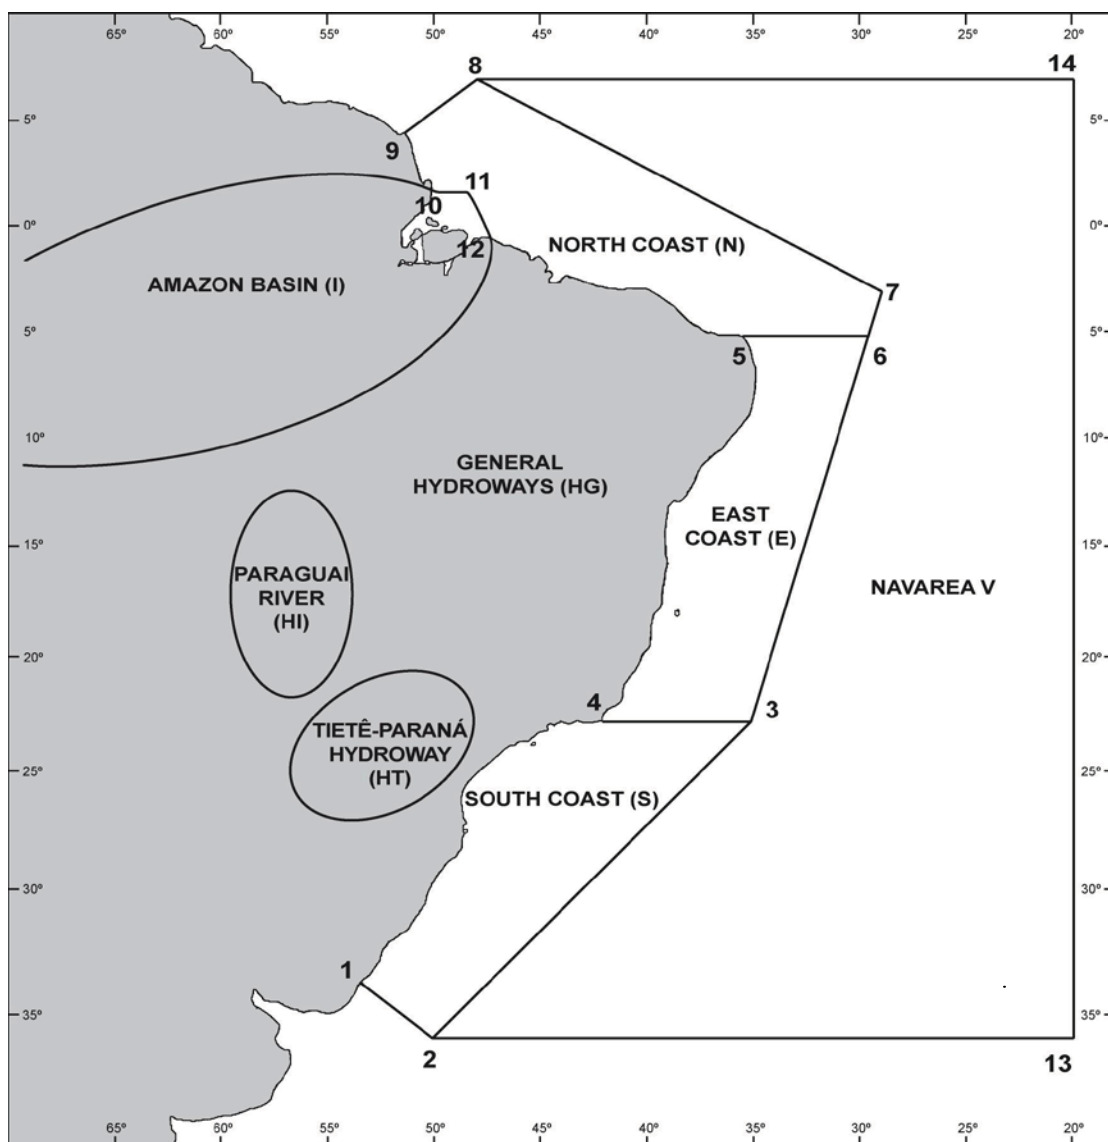 65° 60° 55° 50° 45° 40° 35° 30° 25° 20°
8 14
5° 5°
9
11
10
0° 0°
12 NORTH COAST (N)
AMAZON BASIN (I)
7
5° 5°
5 6
10° 10°
GENERAL
HYDROWAYS (HG)
EAST
COAST (E)
15° 15°
PARAGUAI
RIVER
(HI)
NAVAREA V
20° 20°
4 3
TIETÊ-PARANÁ
HYDROWAY
(HT)
25° 25°
SOUTH COAST (S)
30° 30°
1
35° 35°
2 13
65° 60° 55° 50° 45° 40° 35° 30° 25° 20°